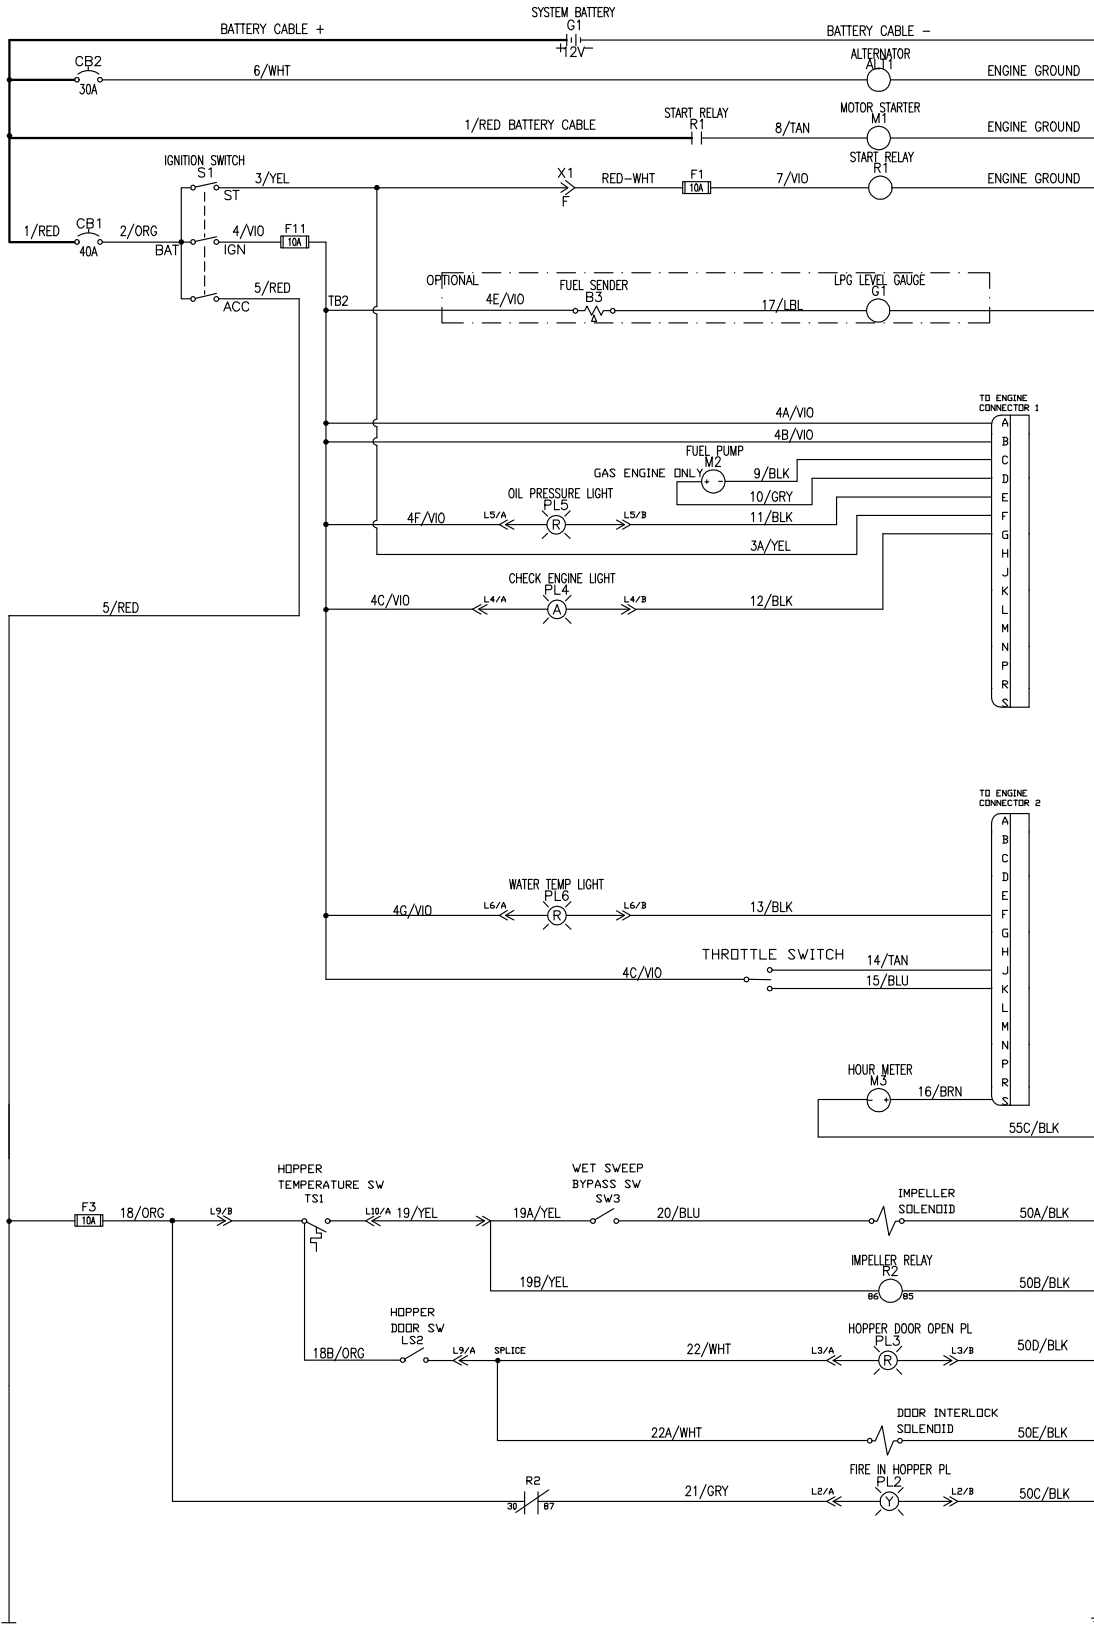 SYSTEM BATTERY
BATTERY CABLE +
G1
BATTERY CABLE -
+12V-
ALTERNATOR
ALT1
CB2
6/WHT
ENGINE GROUND
30A
MOTOR STARTER
START RELAY
M1
1/RED BATTERY CABLE
R1
8/TAN
ENGINE GROUND
START RELAY
IGNITION SWITCH
R1
S1
3/YEL
X1
RED-WHT
F1
7/VIO
ENGINE GROUND
10A
ST
F
CB1
1/RED
2/ORG
4/VIO
F11
10A
40A
BAT
IGN
OPTIONAL
FUEL SENDER
LPG LEVEL GAUGE
5/RED
4E/VIO
B3
G1
ACC
TB2
17/LBL
TO ENGINE
CONNECTOR 1
4A/VIO
A
4B/VIO
B
FUEL PUMP
M2
C
GAS ENGINE ONLY
+ -
9/BLK
D
OIL PRESSURE LIGHT
10/GRY
E
PL5
4F/VIO
L5/A
R
L5/B
11/BLK
F
G
3A/YEL
H
J
CHECK ENGINE LIGHT
PL4
K
4C/VIO
L4/A
A
L4/B
12/BLK
5/RED
L
M
N
P
R
S
TO ENGINE
CONNECTOR 2
A
B
C
D
WATER TEMP LIGHT
PL6
E
4G/VIO
L6/A
R
L6/B
13/BLK
F
G
THROTTLE SWITCH
H
14/TAN
J
4C/VIO
15/BLU
K
L
M
N
P
HOUR METER
M3
R
- +
16/BRN
S
55C/BLK
HOPPER
TEMPERATURE SW
TS1
WET SWEEP
BYPASS SW
SW3
IMPELLER
SOLENOID
F3
10A
18/ORG
L9/B
L10/A
19/YEL
19A/YEL
20/BLU
50A/BLK
IMPELLER RELAY
R2
19B/YEL
86
85
50B/BLK
HOPPER
DOOR SW
LS2
HOPPER DOOR OPEN PL
PL3
18B/ORG
L9/A
SPLICE
22/WHT
L3/A
R
L3/B
50D/BLK
DOOR INTERLOCK
SOLENOID
22A/WHT
50E/BLK
FIRE IN HOPPER PL
R2
PL2
30
87
21/GRY
L2/A
Y
L2/B
50C/BLK